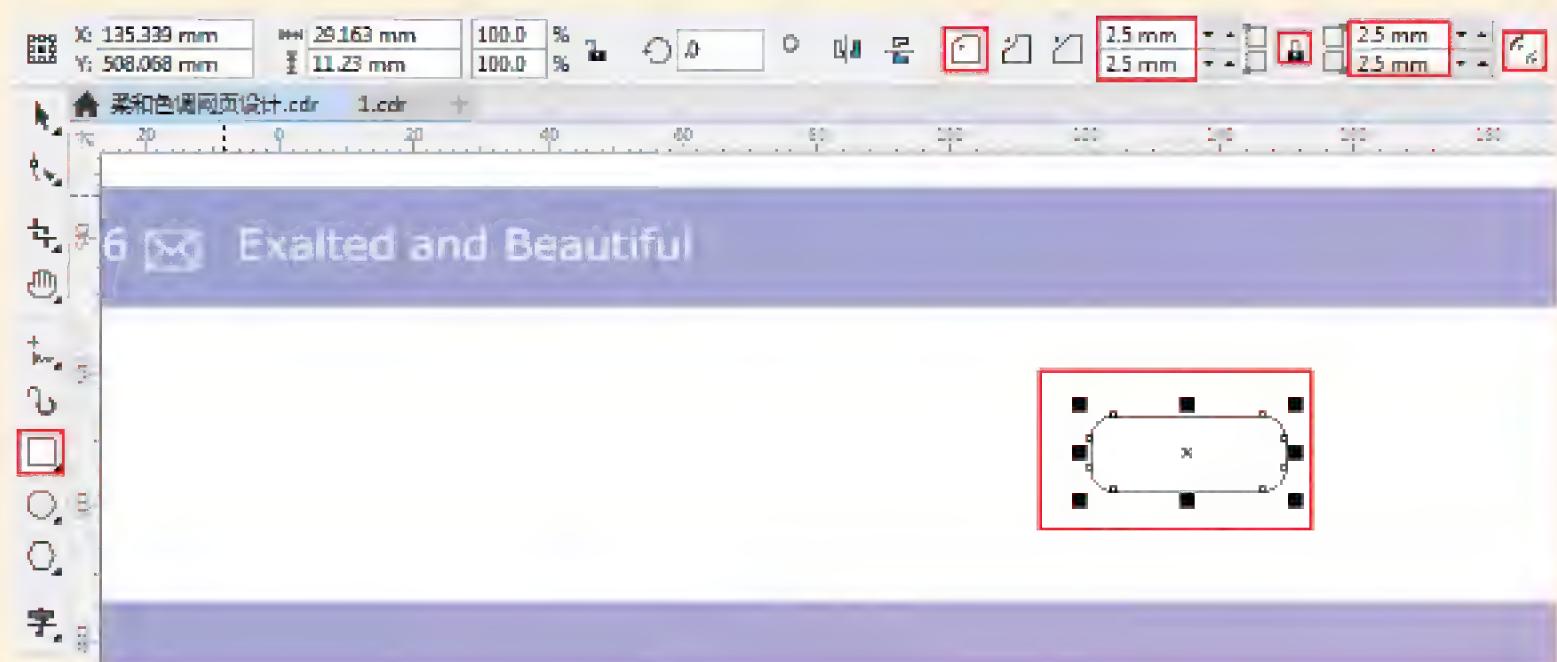 X: 135.339 mm 29.163 mm 100.0 % .0 2.5 mm 2.5 mm
Y: 508.068 mm 11.23 mm 100.0 % 2.5 mm 2.5 mm
柔和色调网页设计.cdr 1.cdr +
20 0 20 40 60 80
6 Exalted and Beautiful
字